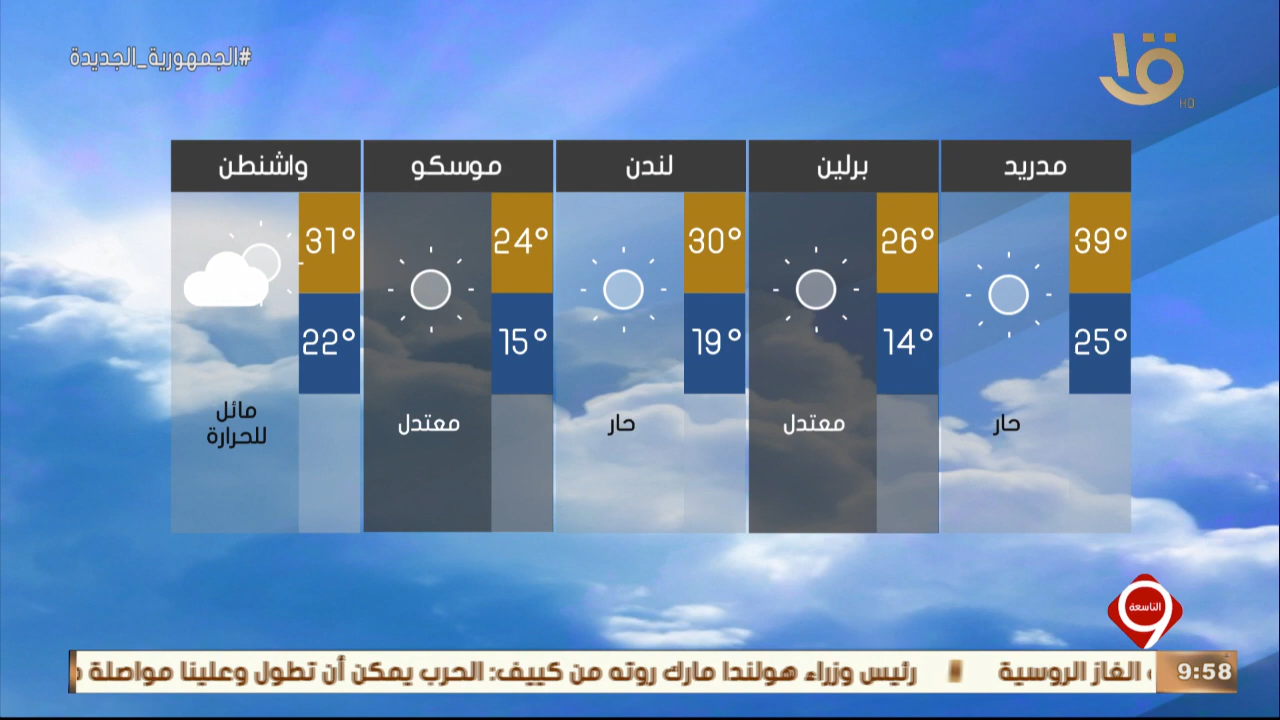 #الجمهورية_الجديدة
HD
مدريد
39°
25°
حار
برلين
26°
14°
معتدل
لندن
30°
19°
حار
موسكو
24°
15°
معتدل
واشنطن
31°
22°
مائل
للحرارة
التاسعة
9
9:58
الغاز الروسية
رئيس وزراء هولندا مارك روته من كييف: الحرب يمكن أن تطول وعلينا مواصلة